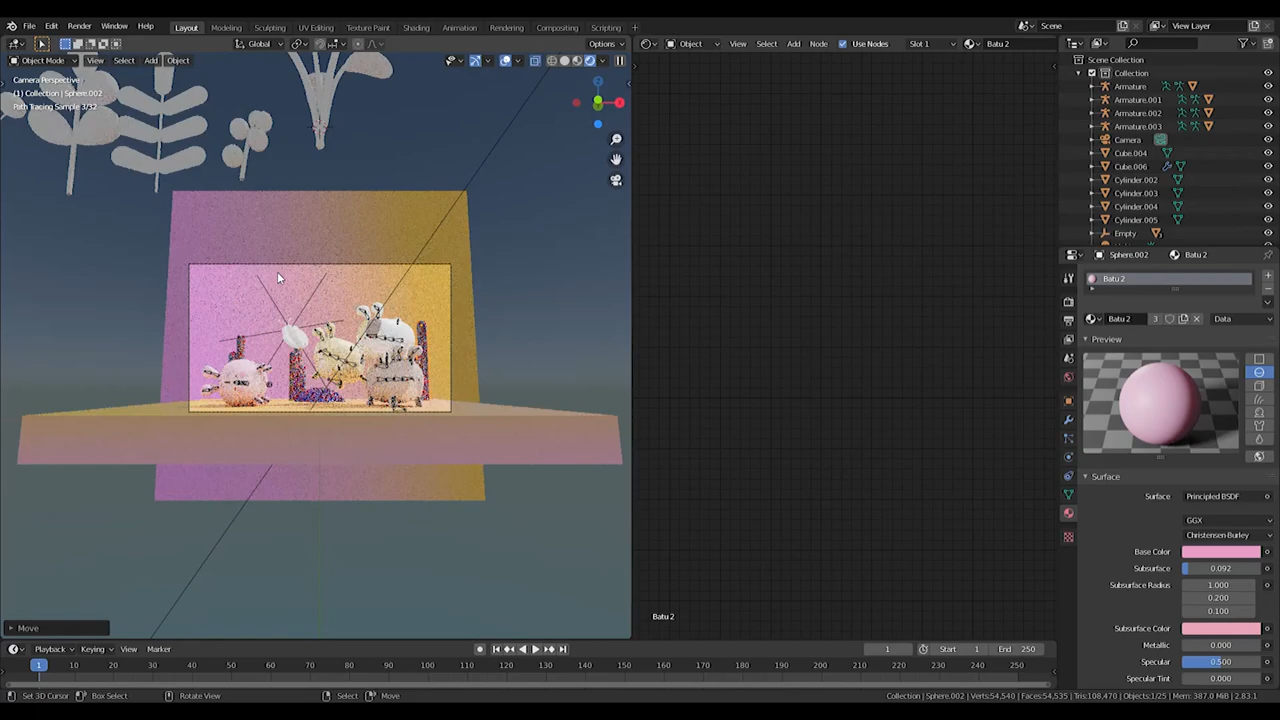 File Edit Render Window Help Layout Modeling Sculpting UV Editing Texture Paint Shading Animation Rendering Compositing Scripting + Scene View Layer
Global Options Object View Select Add Node Use Nodes Slot 1 Batu 2
Object Mode View Select Add Object
Camera Perspective
(1) Collection | Sphere.002
Path Tracing Sample 3/32
Z
X
Scene Collection
Collection
Armature
Armature.001
Armature.002
Armature.003
Camera
Cube.004
Cube.006
Cylinder.002
Cylinder.003
Cylinder.004
Cylinder.005
Empty
Sphere.002 Batu 2
Batu 2
Batu 2 3 Data
Preview
Surface
Surface Principled BSDF
GGX
Christensen-Burley
Base Color
Subsurface 0.092
Subsurface Radius 1.000
0.200
0.100
Subsurface Color
Metallic 0.000
Specular 0.500
Specular Tint 0.000
Batu 2
Move
Playback Keying View Marker 1 Start 1 End 250
1 10 20 30 40 50 60 70 80 90 100 110 120 130 140 150 160 170 180 190 200 210 220 230 240 250
Set 3D Cursor Box Select Rotate View Select Move Collection | Sphere.002 | Verts:54,540 | Faces:54,535 | Tris:108,470 | Objects:1/25 | Mem: 387.0 MiB | 2.83.1